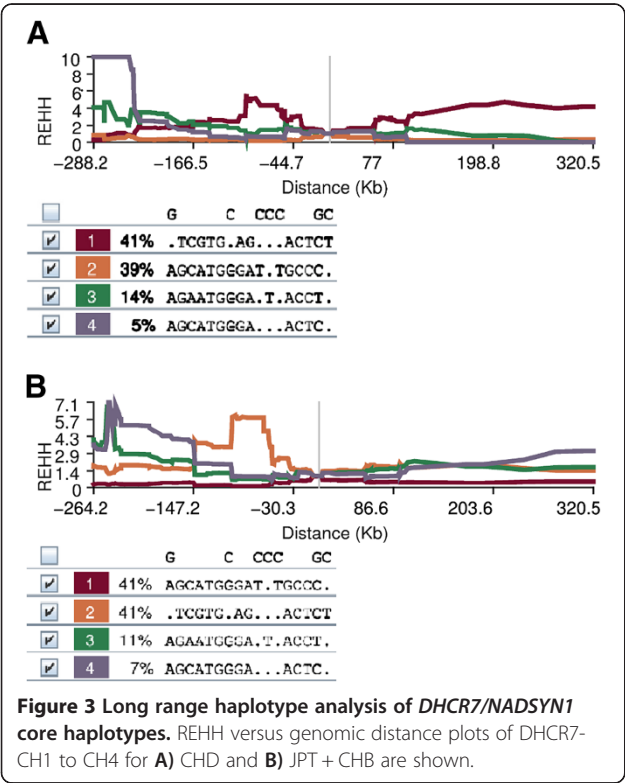 A
10
8
6
4
2
0
REHH
−288.2 −166.5 −44.7 77 198.8 320.5
Distance (Kb)
G C CCC GC
1 41% .TCGTG.AG...ACTCT
2 39% AGCATGGGAT.TGCCC.
3 14% AGAATGGGA.T.ACCT.
4 5% AGCATGGGA...ACTC.
B
7.1
5.7
4.3
2.9
1.4
0
REHH
−264.2 −147.2 −30.3 86.6 203.6 320.5
Distance (Kb)
G C CCC GC
1 41% AGCATGGGAT.TGCCC.
2 41% .TCGTG.AG...ACTCT
3 11% AGAATGGGA.T.ACCT.
4 7% AGCATGGGA...ACTC.
Figure 3 Long range haplotype analysis of DHCR7/NADSYN1
core haplotypes. REHH versus genomic distance plots of DHCR7-
CH1 to CH4 for A) CHD and B) JPT + CHB are shown.